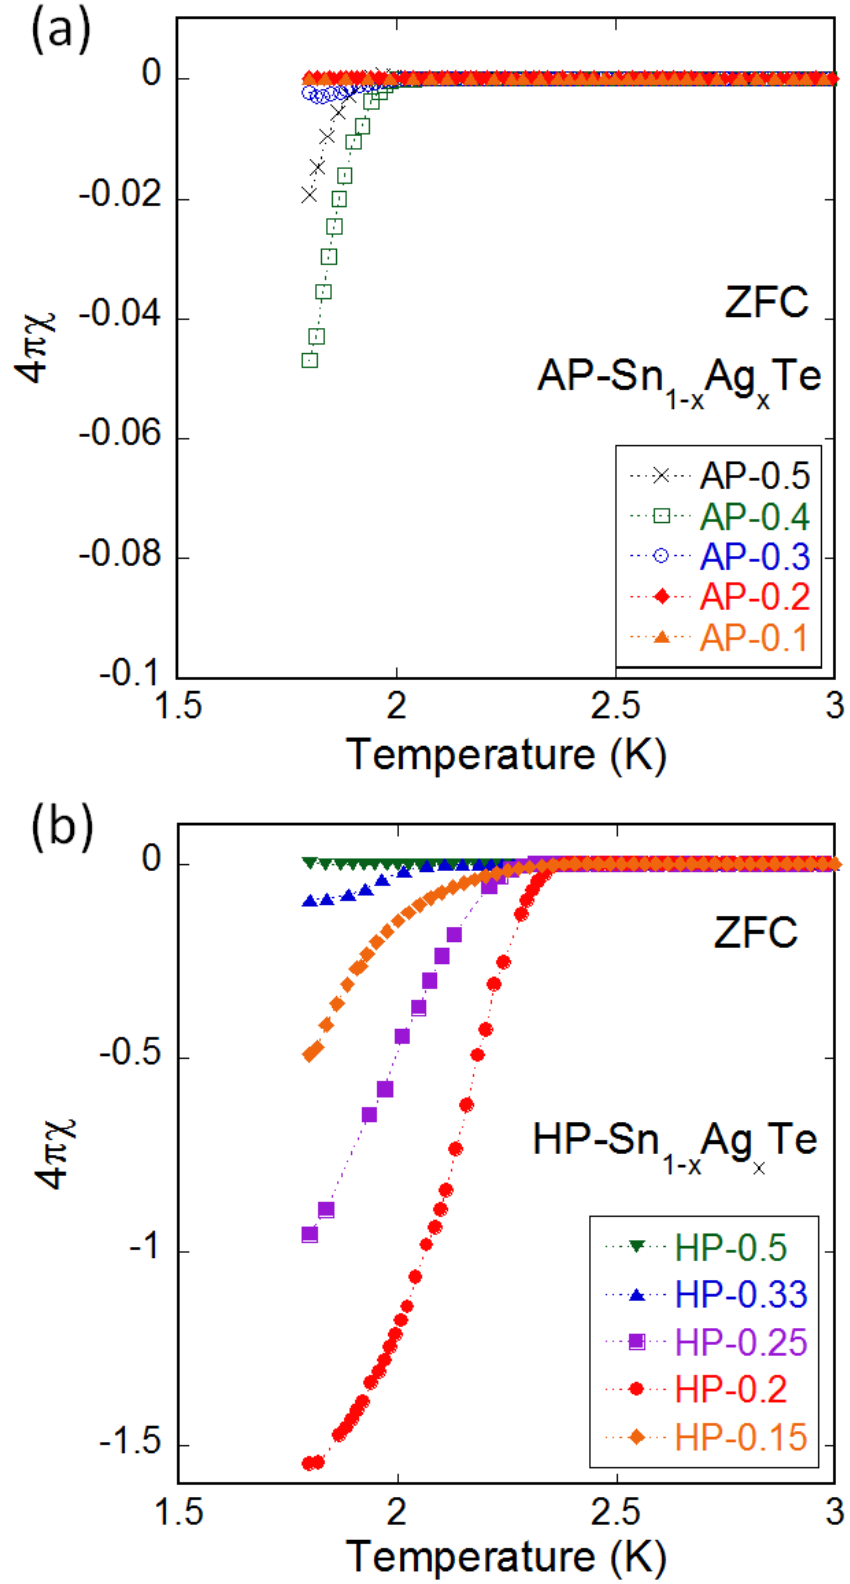 (a)
0
-0.02
-0.04
-0.06
-0.08
-0.1
4πχ
ZFC
AP-Sn1-xAgxTe
AP-0.5
AP-0.4
AP-0.3
AP-0.2
AP-0.1
1.5 2 2.5 3
Temperature (K)
(b)
0
-0.5
-1
-1.5
4πχ
ZFC
HP-Sn1-xAgxTe
HP-0.5
HP-0.33
HP-0.25
HP-0.2
HP-0.15
1.5 2 2.5 3
Temperature (K)